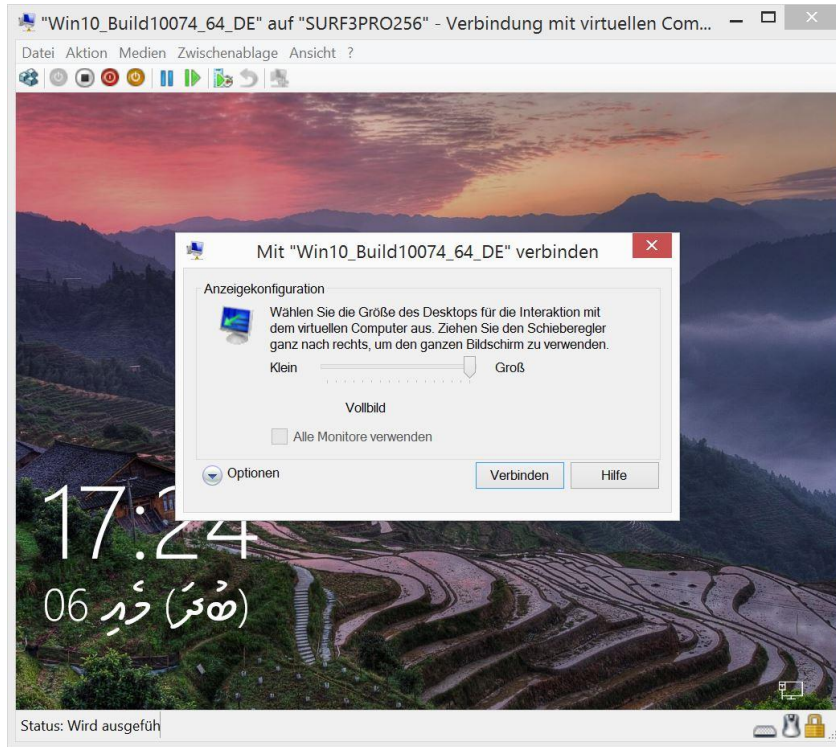 "Win10_Build10074_64_DE" auf "SURF3PRO256" - Verbindung mit virtuellen Com...
Datei Aktion Medien Zwischenablage Ansicht ?
Mit "Win10_Build10074_64_DE" verbinden
Anzeigekonfiguration
Wählen Sie die Größe des Desktops für die Interaktion mit
dem virtuellen Computer aus. Ziehen Sie den Schieberegler
ganz nach rechts, um den ganzen Bildschirm zu verwenden.
Klein Groß
Vollbild
Alle Monitore verwenden
Optionen Verbinden Hilfe
17:24
06 މެއި (ބުދަ)
Status: Wird ausgefüh